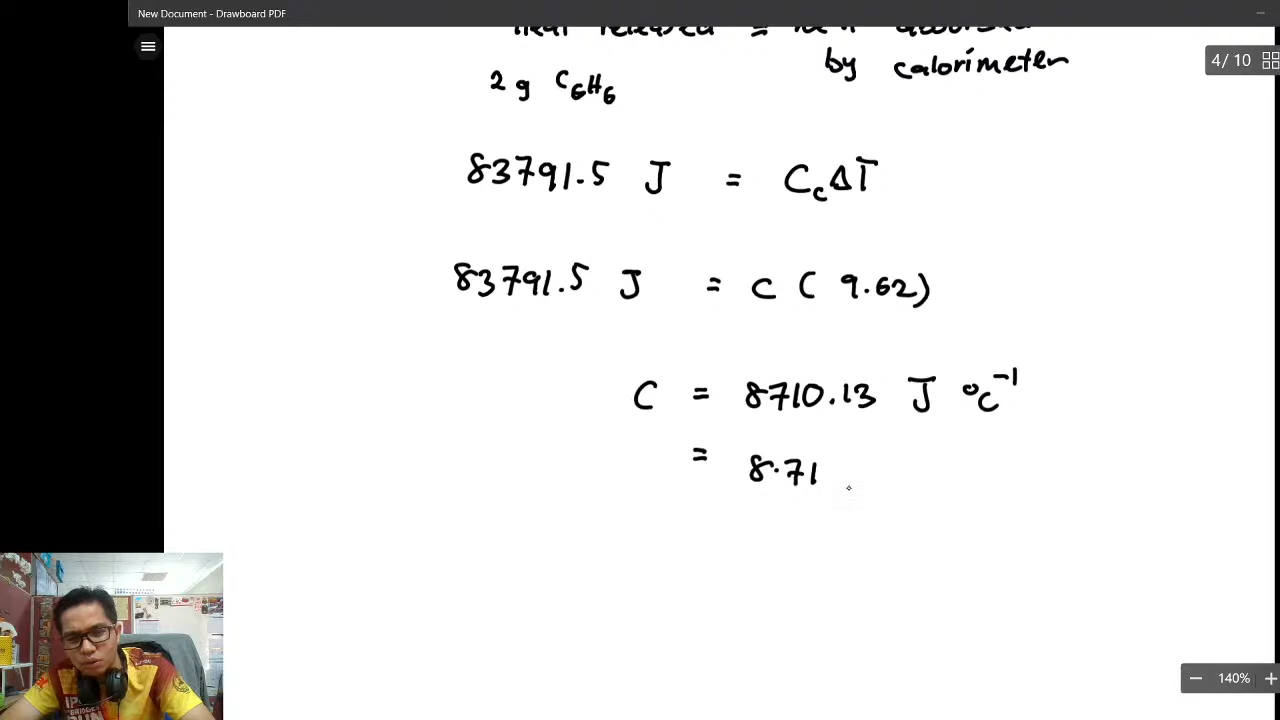 New Document - Drawboard PDF
4 / 10
by calorimeter
2 g C₆H₆
83791.5 J = C_cΔT
83791.5 J = c ( 9.62)
C = 8710.13 J °C⁻¹
= 8.71
140%